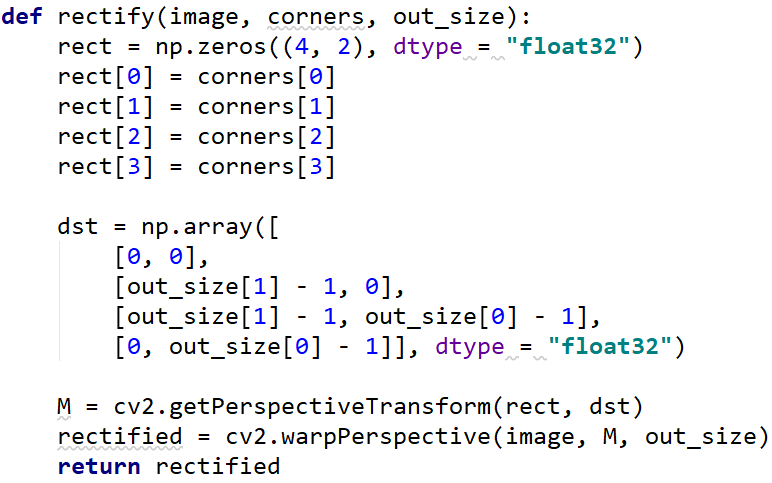 def rectify(image, corners, out_size):
    rect = np.zeros((4, 2), dtype = "float32")
    rect[0] = corners[0]
    rect[1] = corners[1]
    rect[2] = corners[2]
    rect[3] = corners[3]

    dst = np.array([
        [0, 0],
        [out_size[1] - 1, 0],
        [out_size[1] - 1, out_size[0] - 1],
        [0, out_size[0] - 1]], dtype = "float32")

    M = cv2.getPerspectiveTransform(rect, dst)
    rectified = cv2.warpPerspective(image, M, out_size)
    return rectified